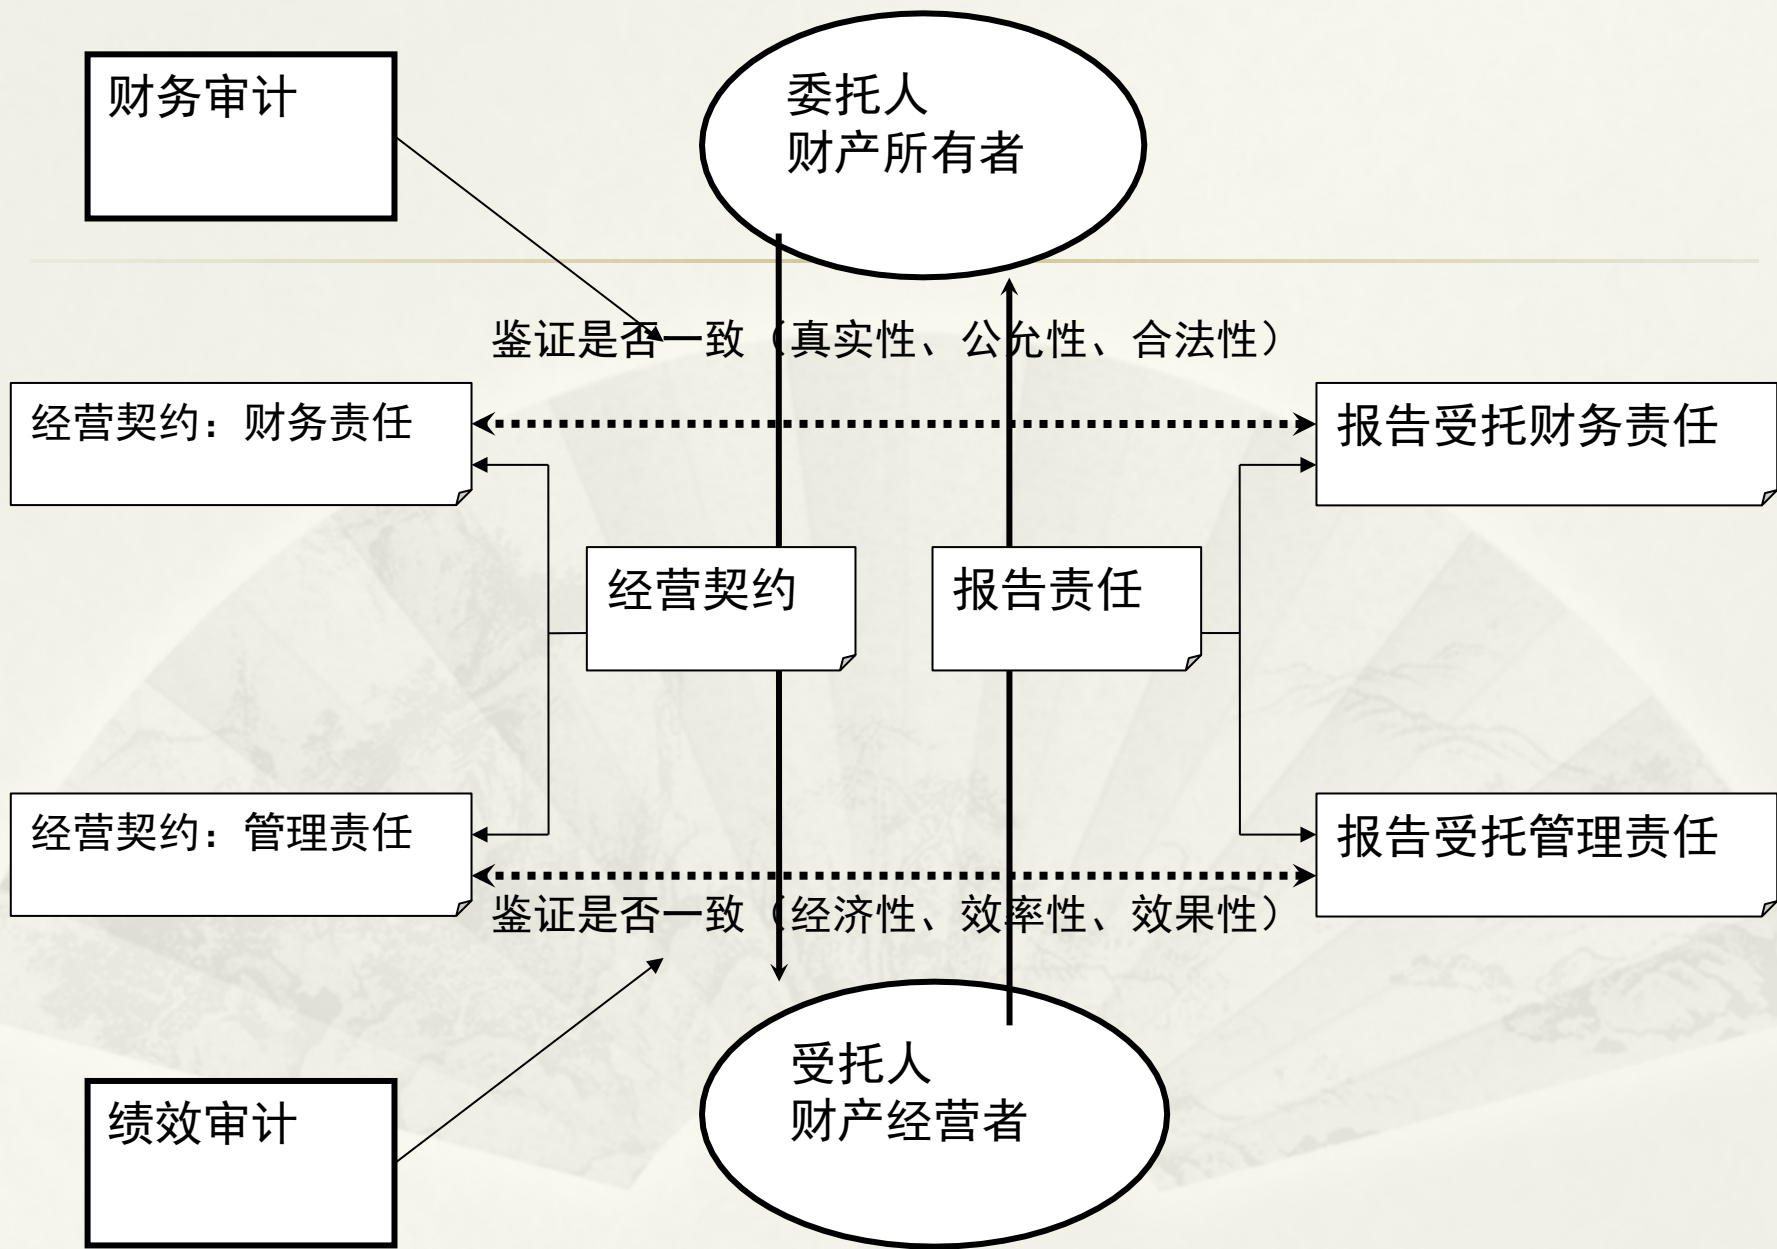 财务审计
委托人
财产所有者
鉴证是否一致（真实性、公允性、合法性）
经营契约：财务责任
报告受托财务责任
经营契约
报告责任
经营契约：管理责任
报告受托管理责任
鉴证是否一致（经济性、效率性、效果性）
受托人
财产经营者
绩效审计